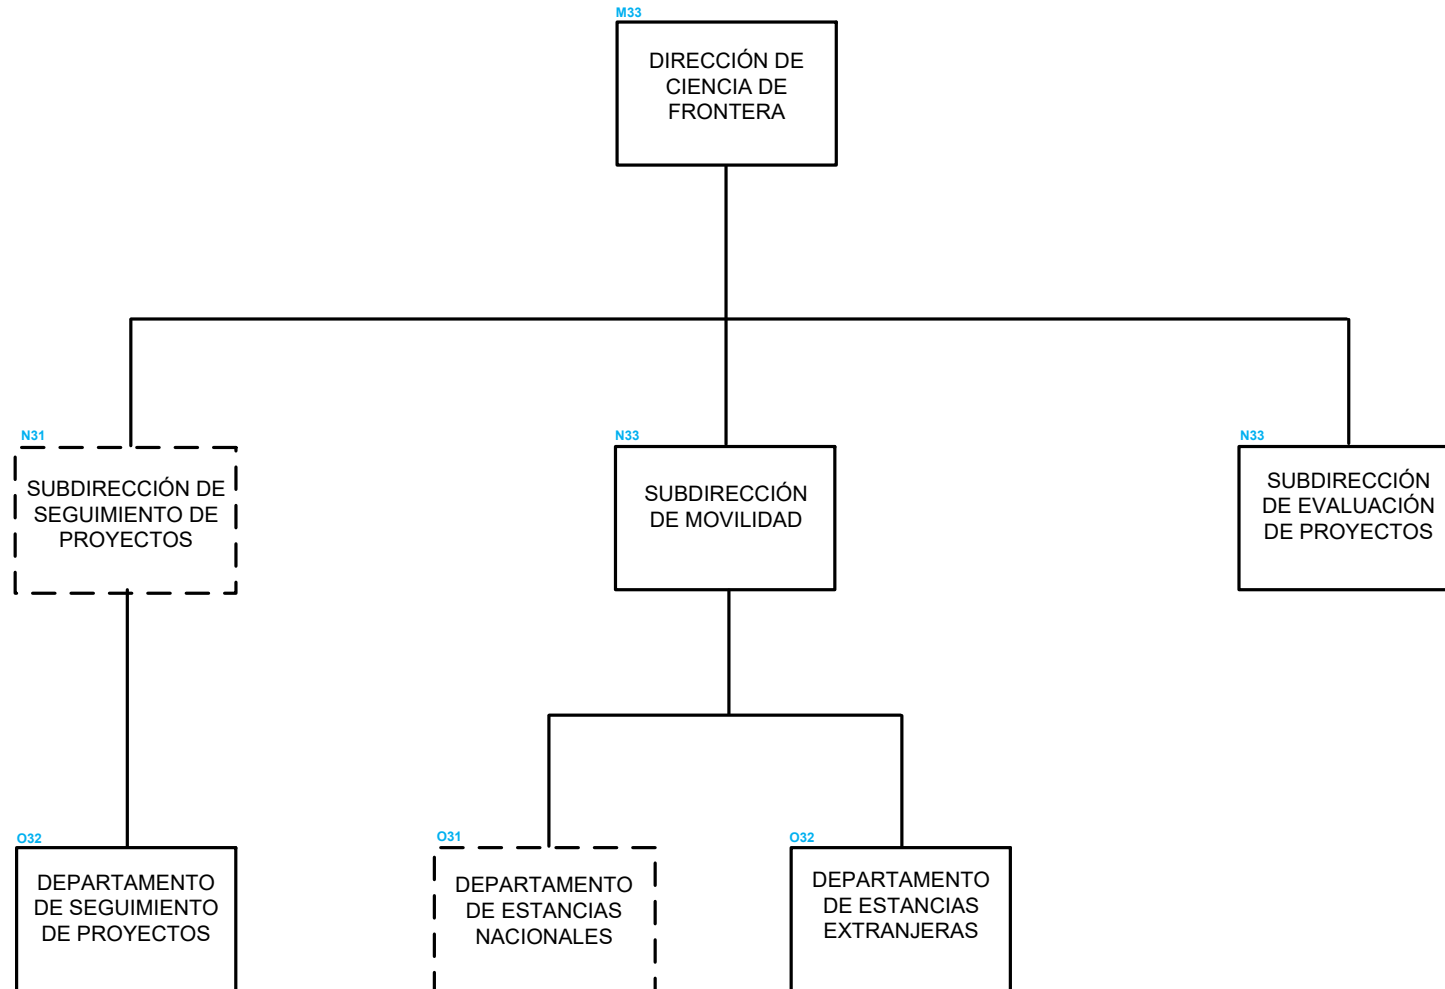 M33
DIRECCIÓN DE
CIENCIA DE
FRONTERA
N31
SUBDIRECCIÓN DE
SEGUIMIENTO DE
PROYECTOS
N33
SUBDIRECCIÓN
DE MOVILIDAD
N33
SUBDIRECCIÓN
DE EVALUACIÓN
DE PROYECTOS
O32
DEPARTAMENTO
DE SEGUIMIENTO
DE PROYECTOS
O31
DEPARTAMENTO
DE ESTANCIAS
NACIONALES
O32
DEPARTAMENTO
DE ESTANCIAS
EXTRANJERAS